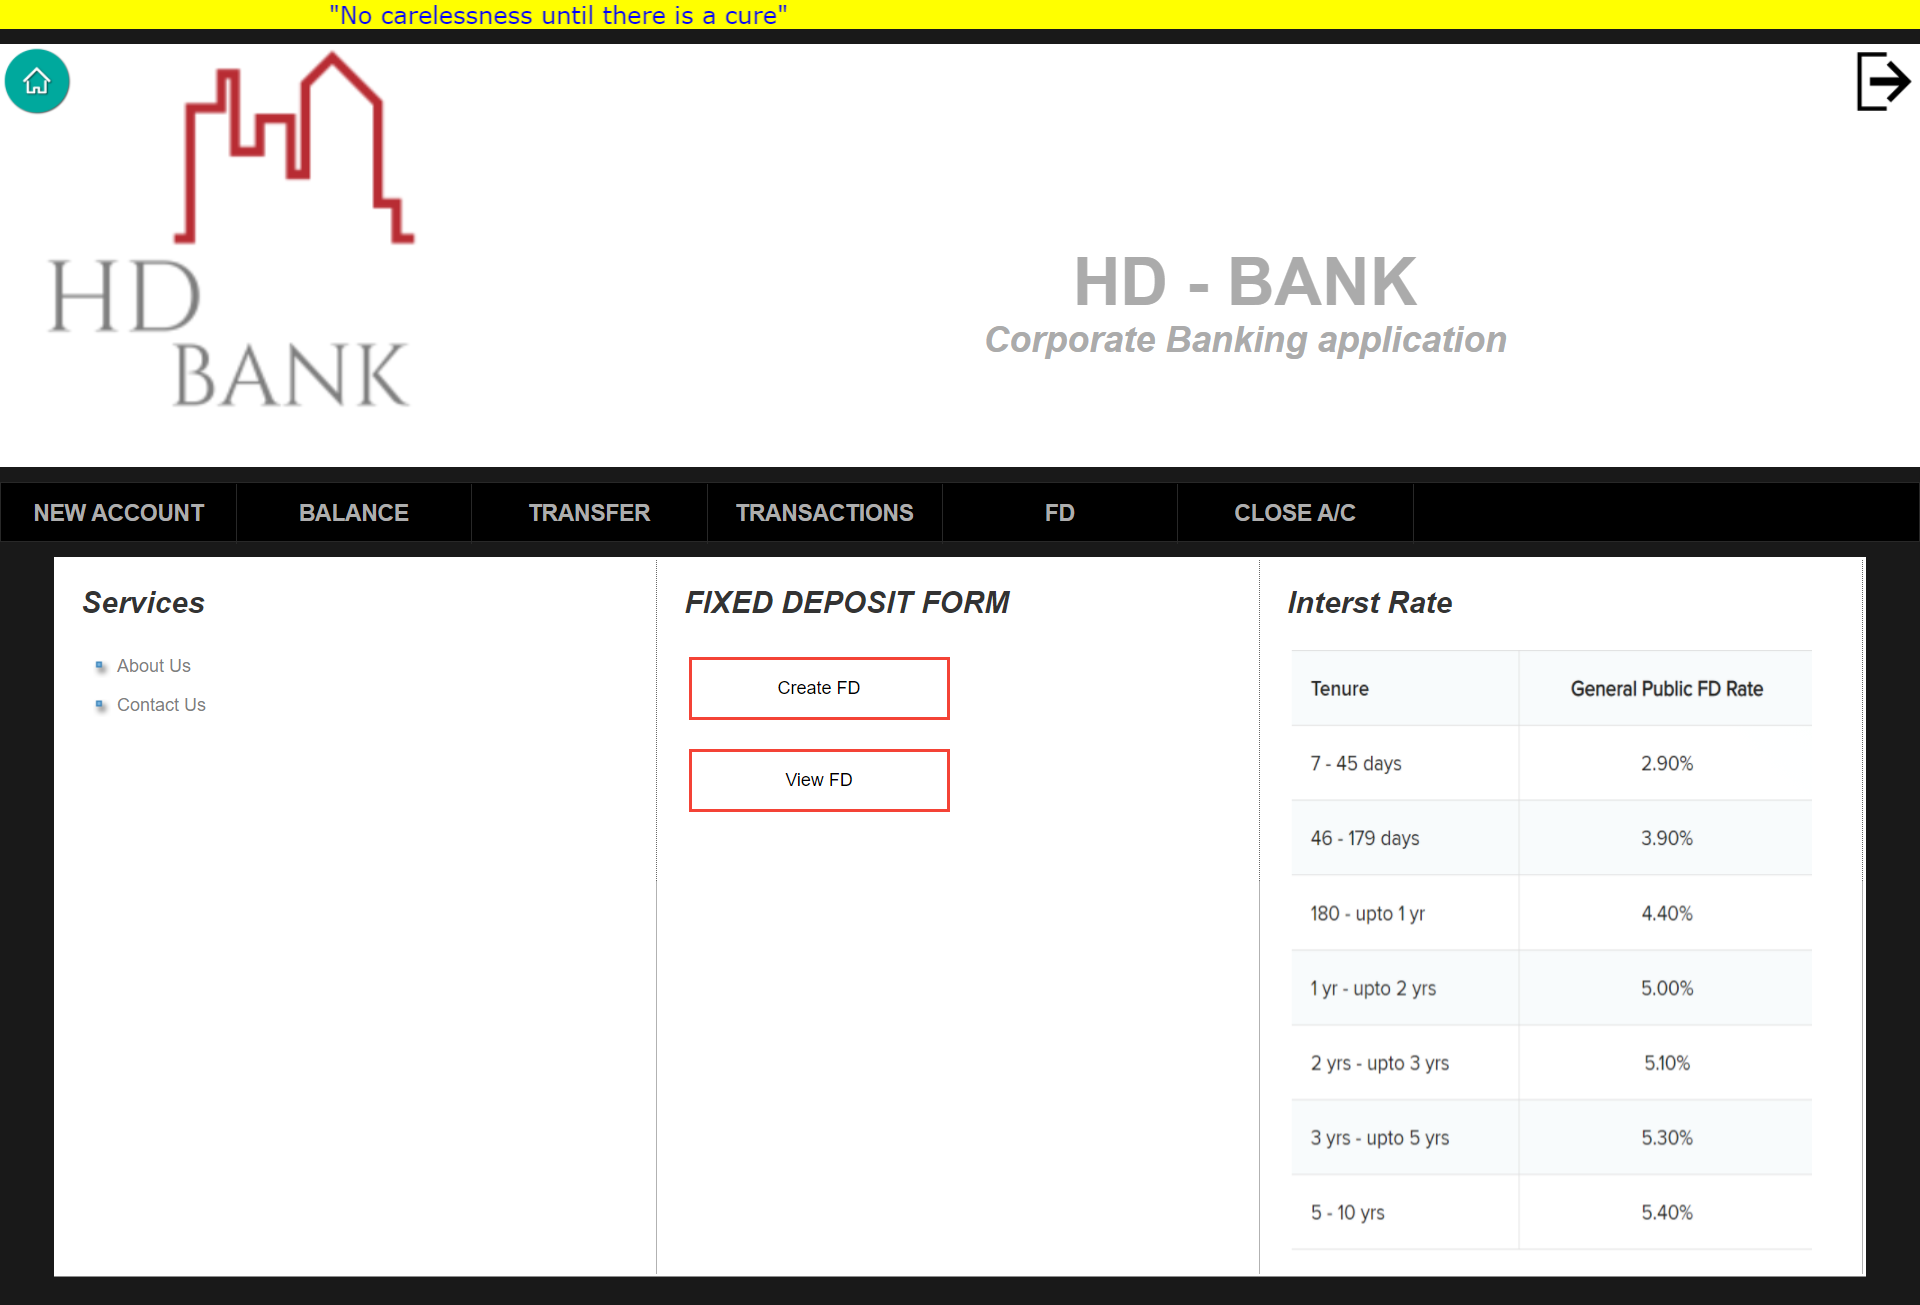 "No carelessness until there is a cure"
HD
BANK
HD - BANK
Corporate Banking application
NEW ACCOUNT BALANCE TRANSFER TRANSACTIONS FD CLOSE A/C
Services
About Us
Contact Us
FIXED DEPOSIT FORM
Create FD
View FD
Interst Rate
Tenure General Public FD Rate
7 - 45 days 2.90%
46 - 179 days 3.90%
180 - upto 1 yr 4.40%
1 yr - upto 2 yrs 5.00%
2 yrs - upto 3 yrs 5.10%
3 yrs - upto 5 yrs 5.30%
5 - 10 yrs 5.40%